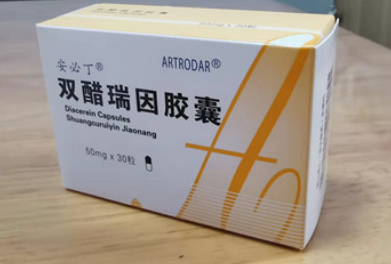 安必丁® ARTRODAR®
双醋瑞因胶囊
Diacerein Capsules
Shuangcuruiyin Jiaonang
50mg x 30粒